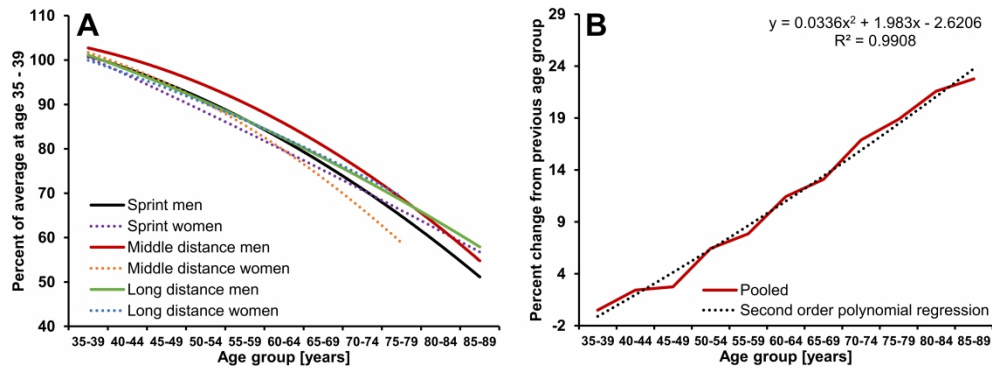 A
Percent of average at age 35 - 39
110
100
90
80
70
60
50
40
Sprint men
Sprint women
Middle distance men
Middle distance women
Long distance men
Long distance women
35-39 40-44 45-49 50-54 55-59 60-64 65-69 70-74 75-79 80-84 85-89
Age group [years]
B
Percent change from previous age group
29
24
19
14
9
4
-2
y = 0.0336x² + 1.983x - 2.6206
R² = 0.9908
Pooled
Second order polynomial regression
35-39 40-44 45-49 50-54 55-59 60-64 65-69 70-74 75-79 80-84 85-89
Age group [years]